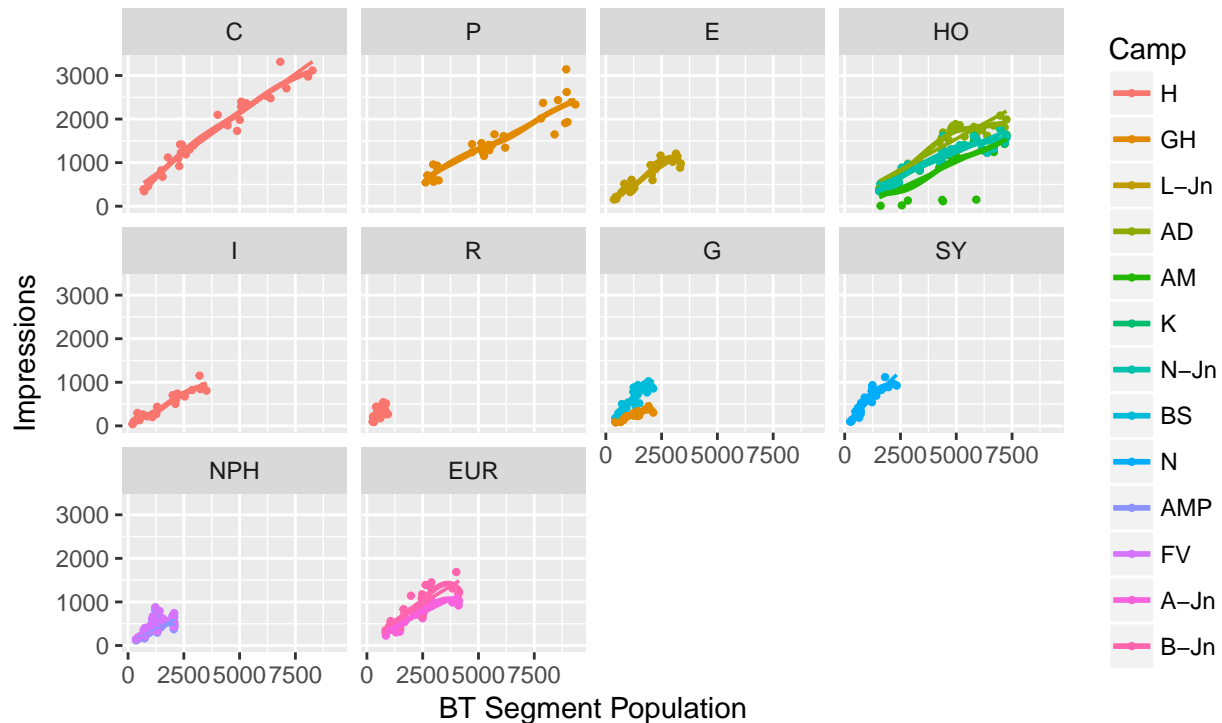 C P E HO
I R G SY
NPH EUR
3000
2000
1000
0
3000
2000
1000
0
3000
2000
1000
0
0 2500 5000 7500
0 2500 5000 7500
0 2500 5000 7500
0 2500 5000 7500
Impressions
BT Segment Population
Camp
H
GH
L−Jn
AD
AM
K
N−Jn
BS
N
AMP
FV
A−Jn
B−Jn